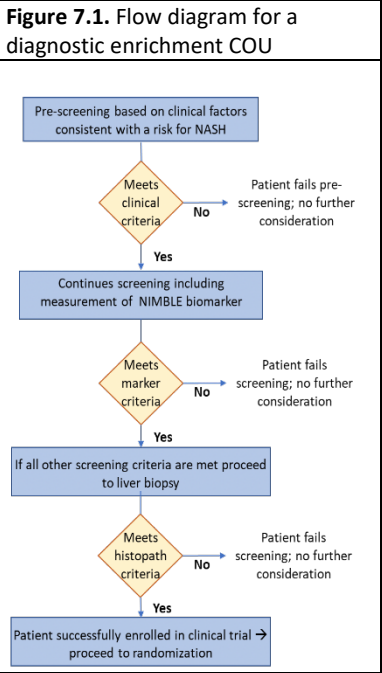 Figure 7.1. Flow diagram for a
diagnostic enrichment COU
Pre-screening based on clinical factors
consistent with a risk for NASH
Meets
clinical
criteria
No
Patient fails pre-
screening; no further
consideration
Yes
Continues screening including
measurement of NIMBLE biomarker
Meets
marker
criteria
No
Patient fails
screening; no further
consideration
Yes
If all other screening criteria are met proceed
to liver biopsy
Meets
histopath
criteria
No
Patient fails
screening; no further
consideration
Yes
Patient successfully enrolled in clinical trial →
proceed to randomization